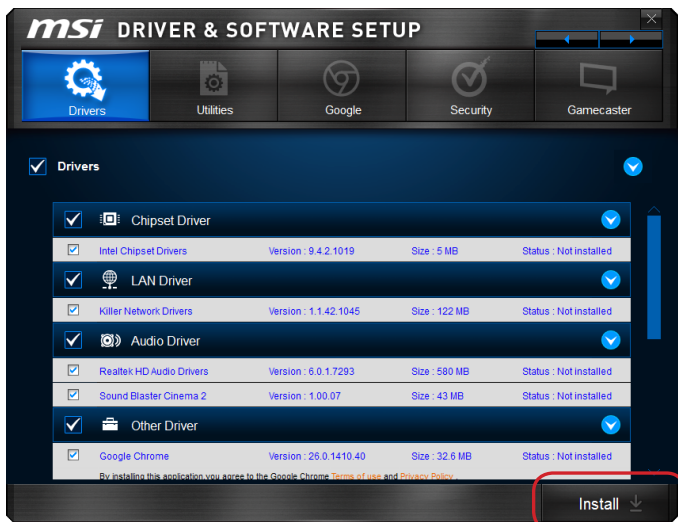 msi DRIVER & SOFTWARE SETUP
Drivers Utilities Google Security Gamecaster
Drivers
Chipset Driver
Intel Chipset Drivers Version : 9.4.2.1019 Size : 5 MB Status : Not installed
LAN Driver
Killer Network Drivers Version : 1.1.42.1045 Size : 122 MB Status : Not installed
Audio Driver
Realtek HD Audio Drivers Version : 6.0.1.7293 Size : 580 MB Status : Not installed
Sound Blaster Cinema 2 Version : 1.00.07 Size : 43 MB Status : Not installed
Other Driver
Google Chrome Version : 26.0.1410.40 Size : 32.6 MB Status : Not installed
By installing this application,you agree to the Google Chrome Terms of use and Privacy Policy .
Install